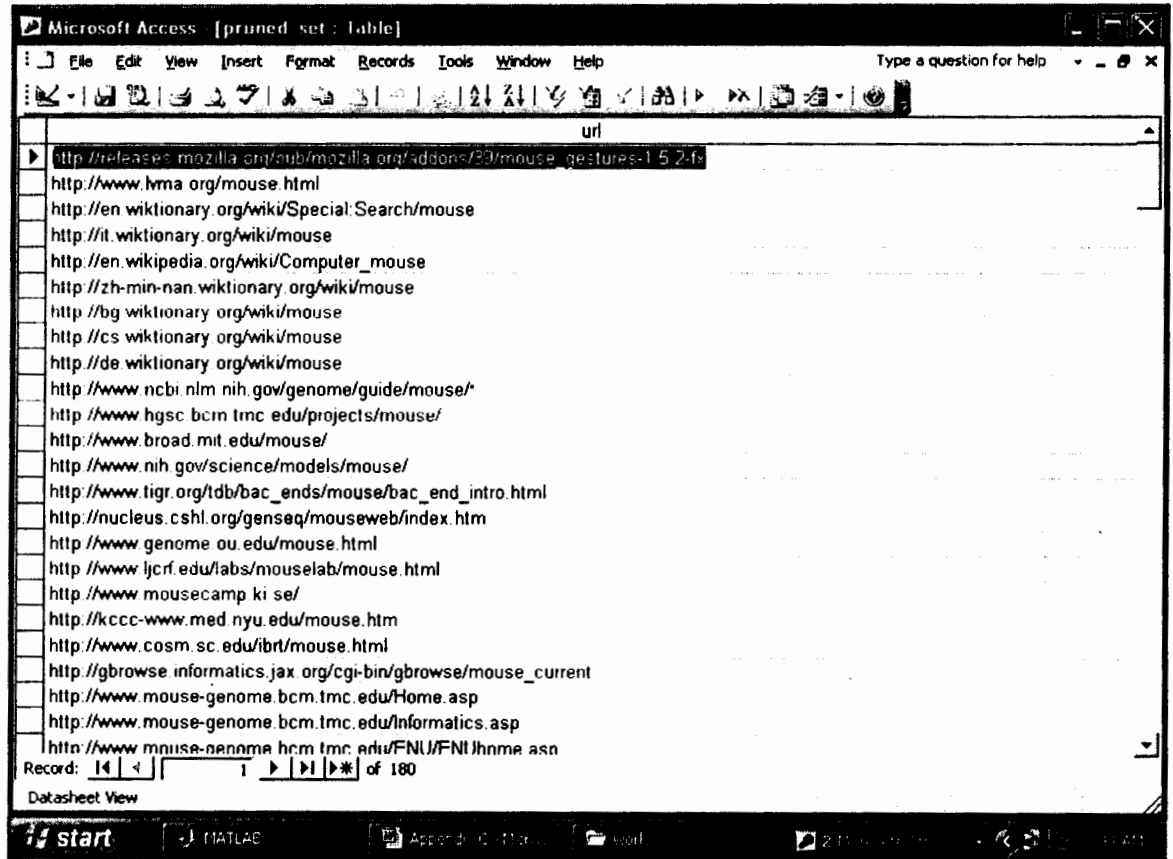 Microsoft Access - [pruned_set : Table]
File Edit View Insert Format Records Tools Window Help Type a question for help
url
http://releases.mozilla.org/pub/mozilla.org/addons/39/mouse_gestures-1.5.2-fx
http://www.lvma.org/mouse.html
http://en.wiktionary.org/wiki/Special:Search/mouse
http://it.wiktionary.org/wiki/mouse
http://en.wikipedia.org/wiki/Computer_mouse
http://zh-min-nan.wiktionary.org/wiki/mouse
http://bg.wiktionary.org/wiki/mouse
http://cs.wiktionary.org/wiki/mouse
http://de.wiktionary.org/wiki/mouse
http://www.ncbi.nlm.nih.gov/genome/guide/mouse/*
http://www.hgsc.bcm.tmc.edu/projects/mouse/
http://www.broad.mit.edu/mouse/
http://www.nih.gov/science/models/mouse/
http://www.tigr.org/tdb/bac_ends/mouse/bac_end_intro.html
http://nucleus.cshl.org/genseq/mouseweb/index.htm
http://www.genome.ou.edu/mouse.html
http://www.ljcrf.edu/labs/mouselab/mouse.html
http://www.mousecamp.ki.se/
http://kccc-www.med.nyu.edu/mouse.htm
http://www.cosm.sc.edu/ibrt/mouse.html
http://gbrowse.informatics.jax.org/cgi-bin/gbrowse/mouse_current
http://www.mouse-genome.bcm.tmc.edu/Home.asp
http://www.mouse-genome.bcm.tmc.edu/Informatics.asp
http://www.mouse-genome.bcm.tmc.edu/ENU/ENUhome.asp
Record: 1 of 180
Datasheet View
start MATLAB